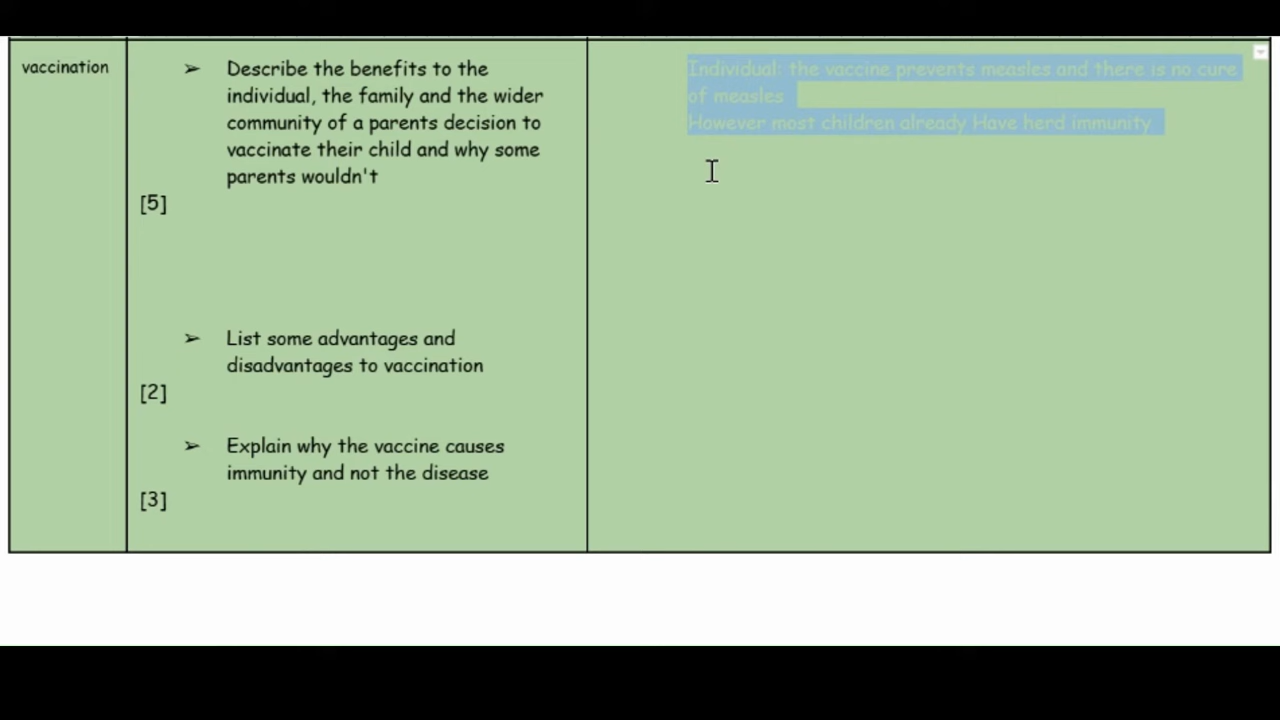 vaccination
➢ Describe the benefits to the
individual, the family and the wider
community of a parents decision to
vaccinate their child and why some
parents wouldn't
[5]
➢ List some advantages and
disadvantages to vaccination
[2]
➢ Explain why the vaccine causes
immunity and not the disease
[3]
Individual: the vaccine prevents measles and there is no cure
of measles
However most children already Have herd immunity